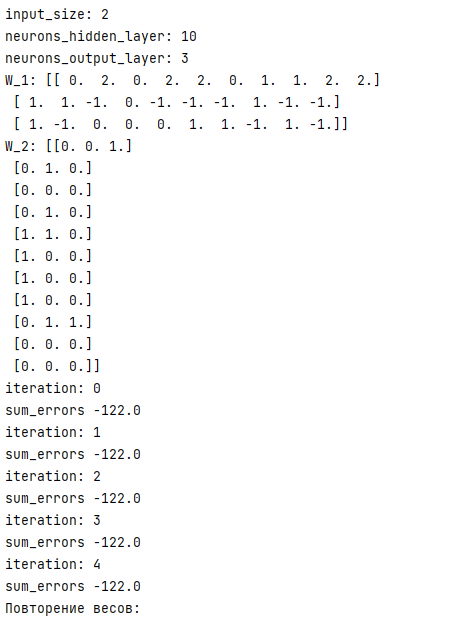 input_size: 2
neurons_hidden_layer: 10
neurons_output_layer: 3
W_1: [[ 0.  2.  0.  2.  2.  0.  1.  1.  2.  2.]
 [ 1.  1. -1.  0. -1. -1. -1.  1. -1. -1.]
 [ 1. -1.  0.  0.  0.  1.  1. -1.  1. -1.]]
W_2: [[0. 0. 1.]
 [0. 1. 0.]
 [0. 0. 0.]
 [0. 1. 0.]
 [1. 1. 0.]
 [1. 0. 0.]
 [1. 0. 0.]
 [1. 0. 0.]
 [0. 1. 1.]
 [0. 0. 0.]
 [0. 0. 0.]]
iteration: 0
sum_errors -122.0
iteration: 1
sum_errors -122.0
iteration: 2
sum_errors -122.0
iteration: 3
sum_errors -122.0
iteration: 4
sum_errors -122.0
Повторение весов: